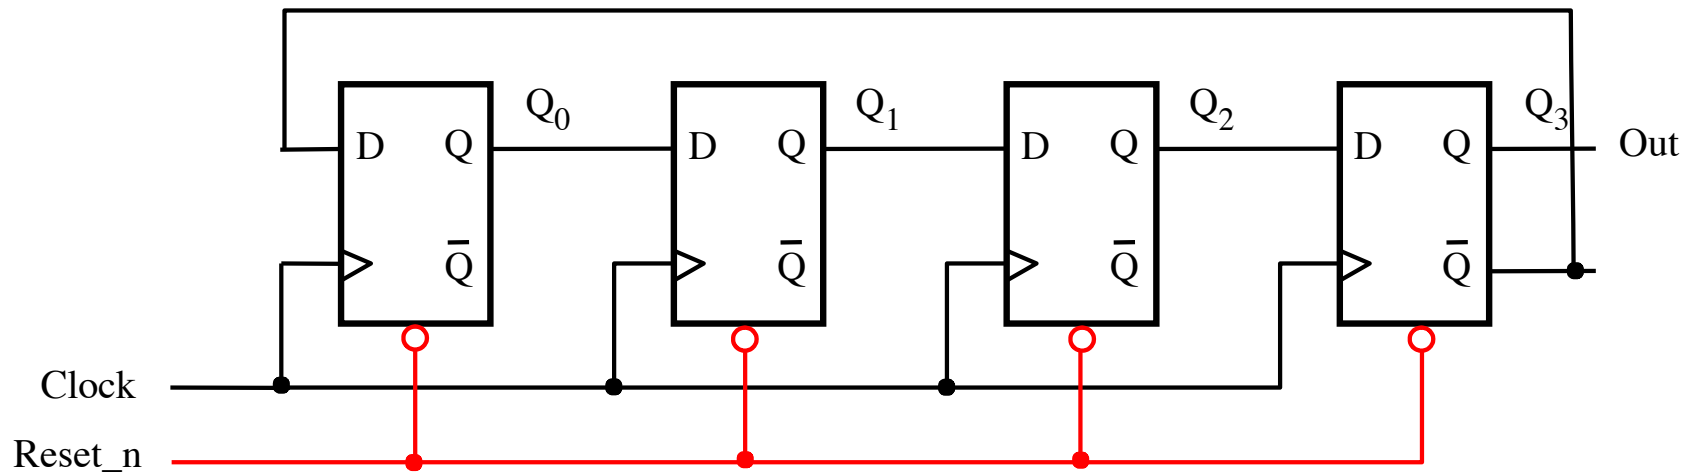 Q0 Q1 Q2 Q3
D Q D Q D Q D Q Out
Q̅ Q̅ Q̅ Q̅
Clock
Reset_n